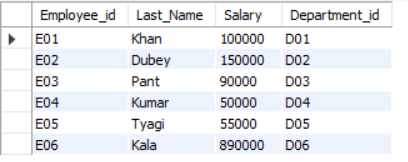 Employee_id Last_Name Salary Department_id
E01 Khan 100000 D01
E02 Dubey 150000 D02
E03 Pant 90000 D03
E04 Kumar 50000 D04
E05 Tyagi 55000 D05
E06 Kala 890000 D06